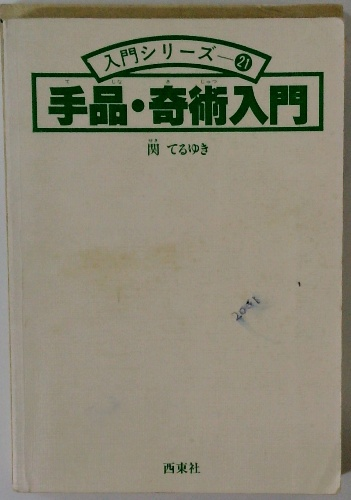 入門シリーズ—21
手品・奇術入門
関 てるゆき
2001
西東社